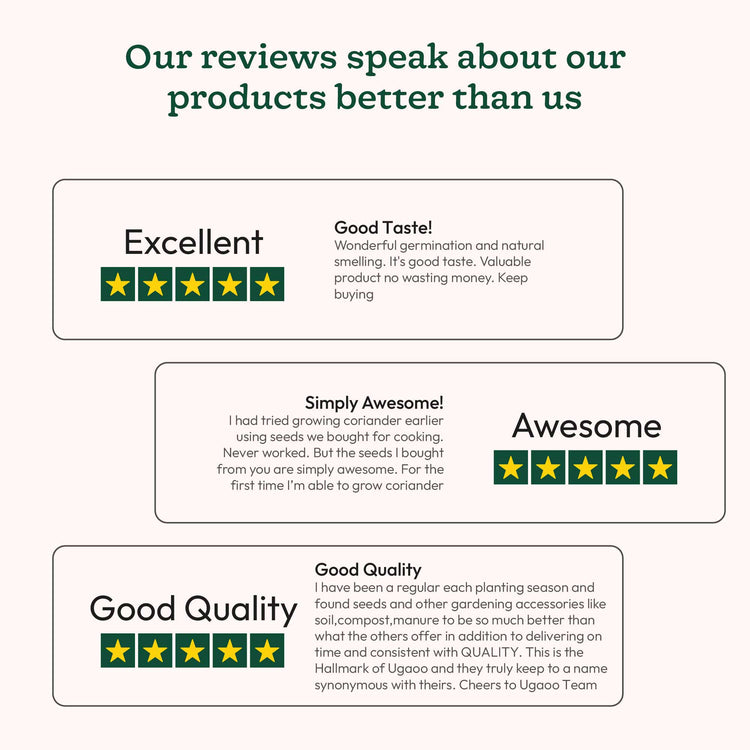 Our reviews speak about our
products better than us
Excellent
Good Taste!
Wonderful germination and natural
smelling. It's good taste. Valuable
product no wasting money. Keep
buying
Simply Awesome!
I had tried growing coriander earlier
using seeds we bought for cooking.
Never worked. But the seeds I bought
from you are simply awesome. For the
first time I'm able to grow coriander
Awesome
Good Quality
Good Quality
I have been a regular each planting season and
found seeds and other gardening accessories like
soil,compost,manure to be so much better than
what the others offer in addition to delivering on
time and consistent with QUALITY. This is the
Hallmark of Ugaoo and they truly keep to a name
synonymous with theirs. Cheers to Ugaoo Team